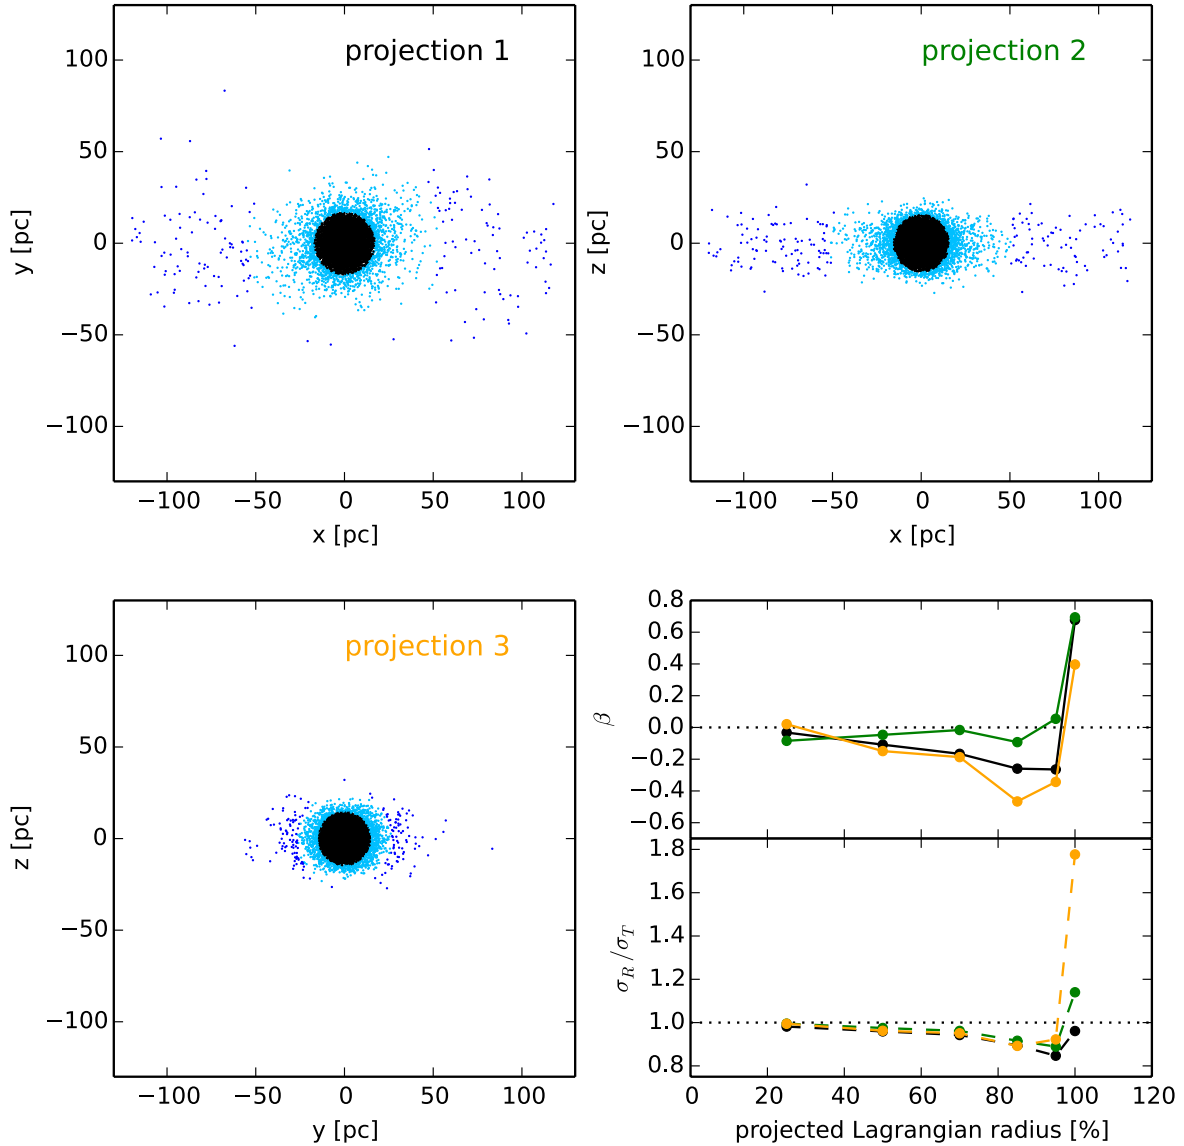 projection 1
100
50
0
−50
−100
y [pc]
−100 −50 0 50 100
x [pc]
projection 2
100
50
0
−50
−100
z [pc]
−100 −50 0 50 100
x [pc]
projection 3
100
50
0
−50
−100
z [pc]
−100 −50 0 50 100
y [pc]
0.8
0.6
0.4
0.2
0.0
−0.2
−0.4
−0.6
β
1.8
1.6
1.4
1.2
1.0
0.8
σ_R/σ_T
0 20 40 60 80 100 120
projected Lagrangian radius [%]